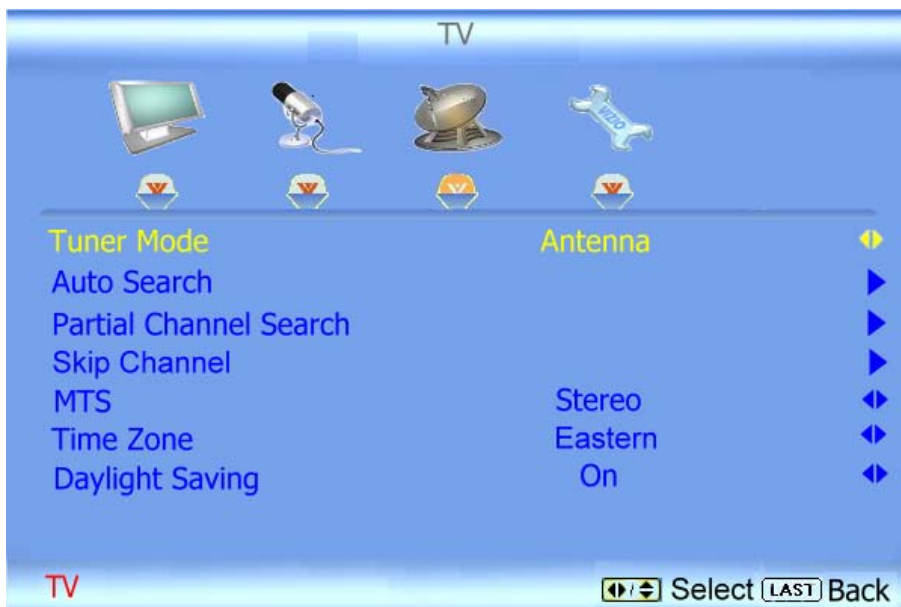 TV
VIZIO
Tuner Mode Antenna
Auto Search
Partial Channel Search
Skip Channel
MTS Stereo
Time Zone Eastern
Daylight Saving On
TV Select LAST Back